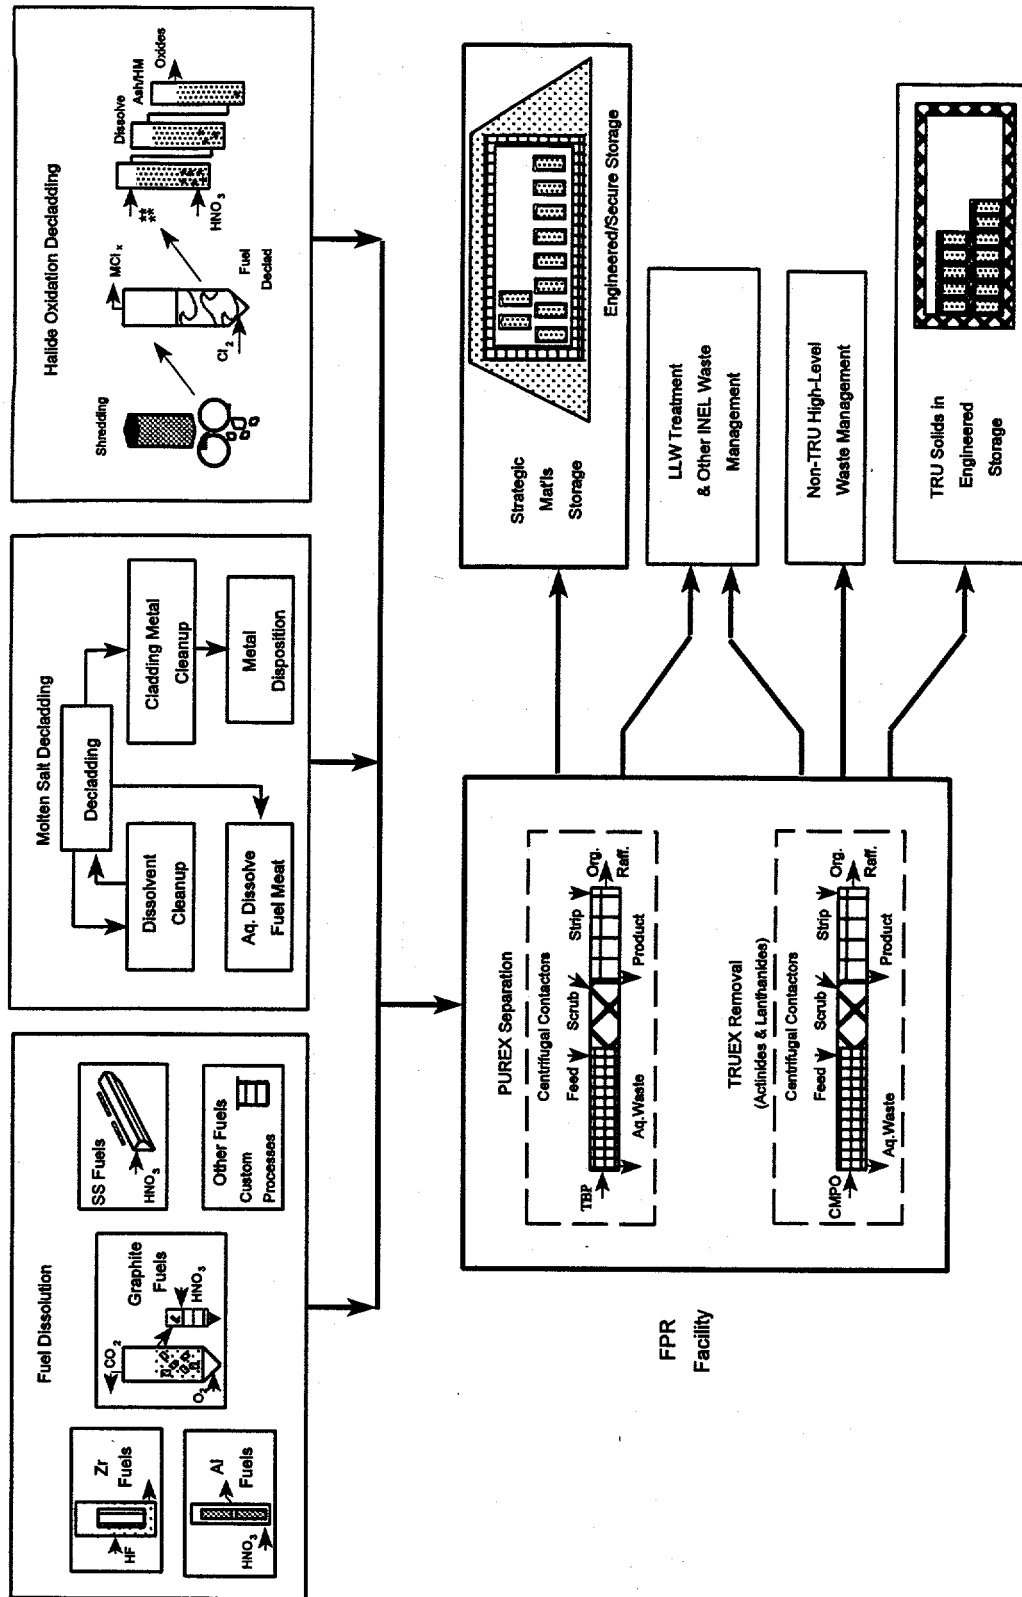 Fuel Dissolution
Zr
Fuels
HF
Al
Fuels
HNO3
CO2
Graphite
Fuels
HNO3
O2
SS Fuels
HNO3
Other Fuels
Custom
Processes
Molten Salt Decladding
Decladding
Dissolvent
Cleanup
Cladding Metal
Cleanup
Aq. Dissolve
Fuel Meat
Metal
Disposition
Halide Oxidation Decladding
Shredding
MClx
Cl2
Fuel
Declad
Dissolve
Ash/HM
Oxides
HNO3
FPR
Facility
PUREX Separation
Centrifugal Contactors
Feed
Scrub
Strip
TBP
Org.
Raff.
Aq.Waste
Product
TRUEX Removal
(Actinides & Lanthanides)
Centrifugal Contactors
Feed
Scrub
Strip
CMPO
Org.
Raff.
Aq.Waste
Product
Strategic
Mat'ls
Storage
Engineered/Secure Storage
LLW Treatment
& Other INEL Waste
Management
Non-TRU High-Level
Waste Management
TRU Solids in
Engineered
Storage